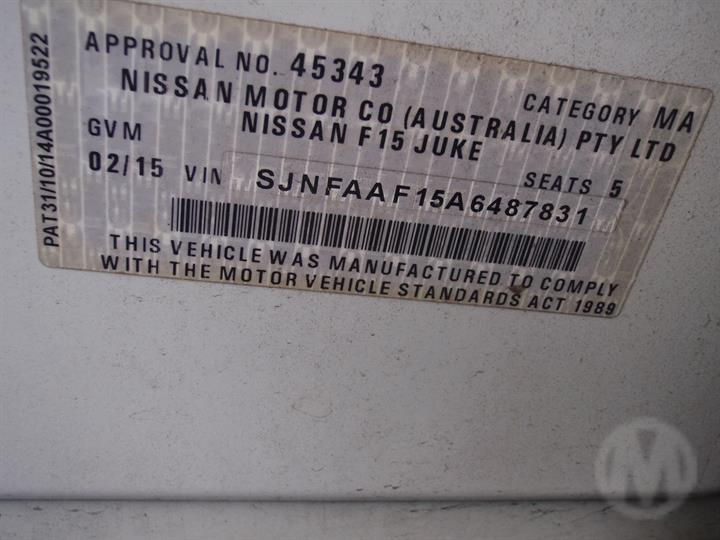 PAT31/10/14A00019522
APPROVAL NO. 45343 CATEGORY MA
NISSAN MOTOR CO (AUSTRALIA) PTY LTD
GVM NISSAN F15 JUKE
02/15 VIN SJNFAAF15A6487831 SEATS 5
THIS VEHICLE WAS MANUFACTURED TO COMPLY
WITH THE MOTOR VEHICLE STANDARDS ACT 1989
M